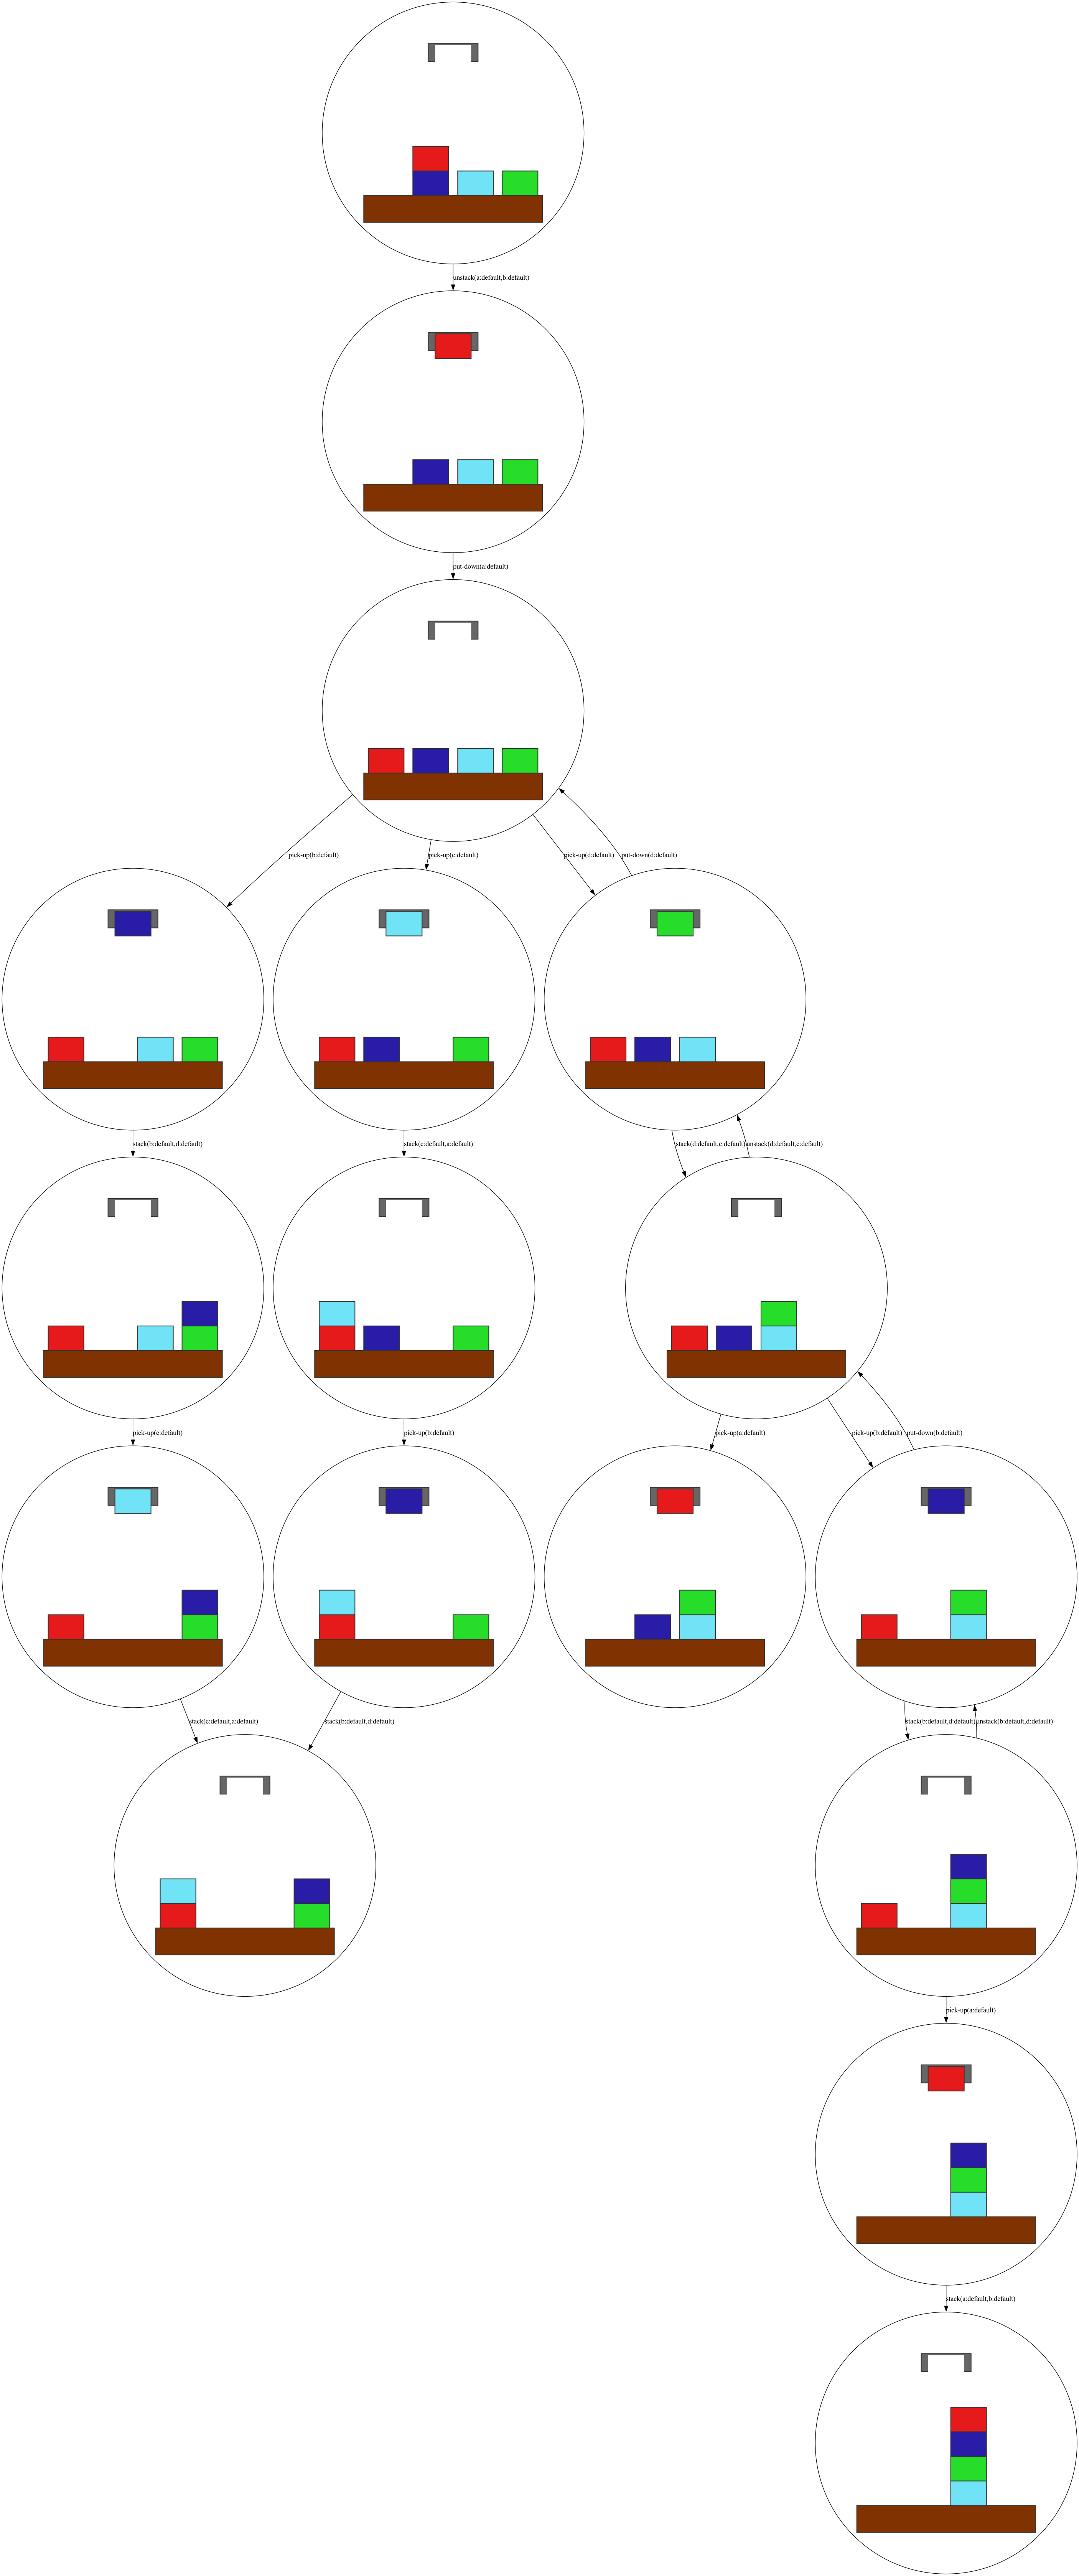 unstack(a:default,b:default)
put-down(a:default)
pick-up(b:default)
pick-up(c:default)
pick-up(d:default)
put-down(d:default)
stack(b:default,d:default)
stack(c:default,a:default)
stack(d:default,c:default)
unstack(d:default,c:default)
pick-up(c:default)
pick-up(b:default)
pick-up(a:default)
pick-up(b:default)
put-down(b:default)
stack(c:default,a:default)
stack(b:default,d:default)
stack(b:default,d:default)
unstack(b:default,d:default)
pick-up(a:default)
stack(a:default,b:default)